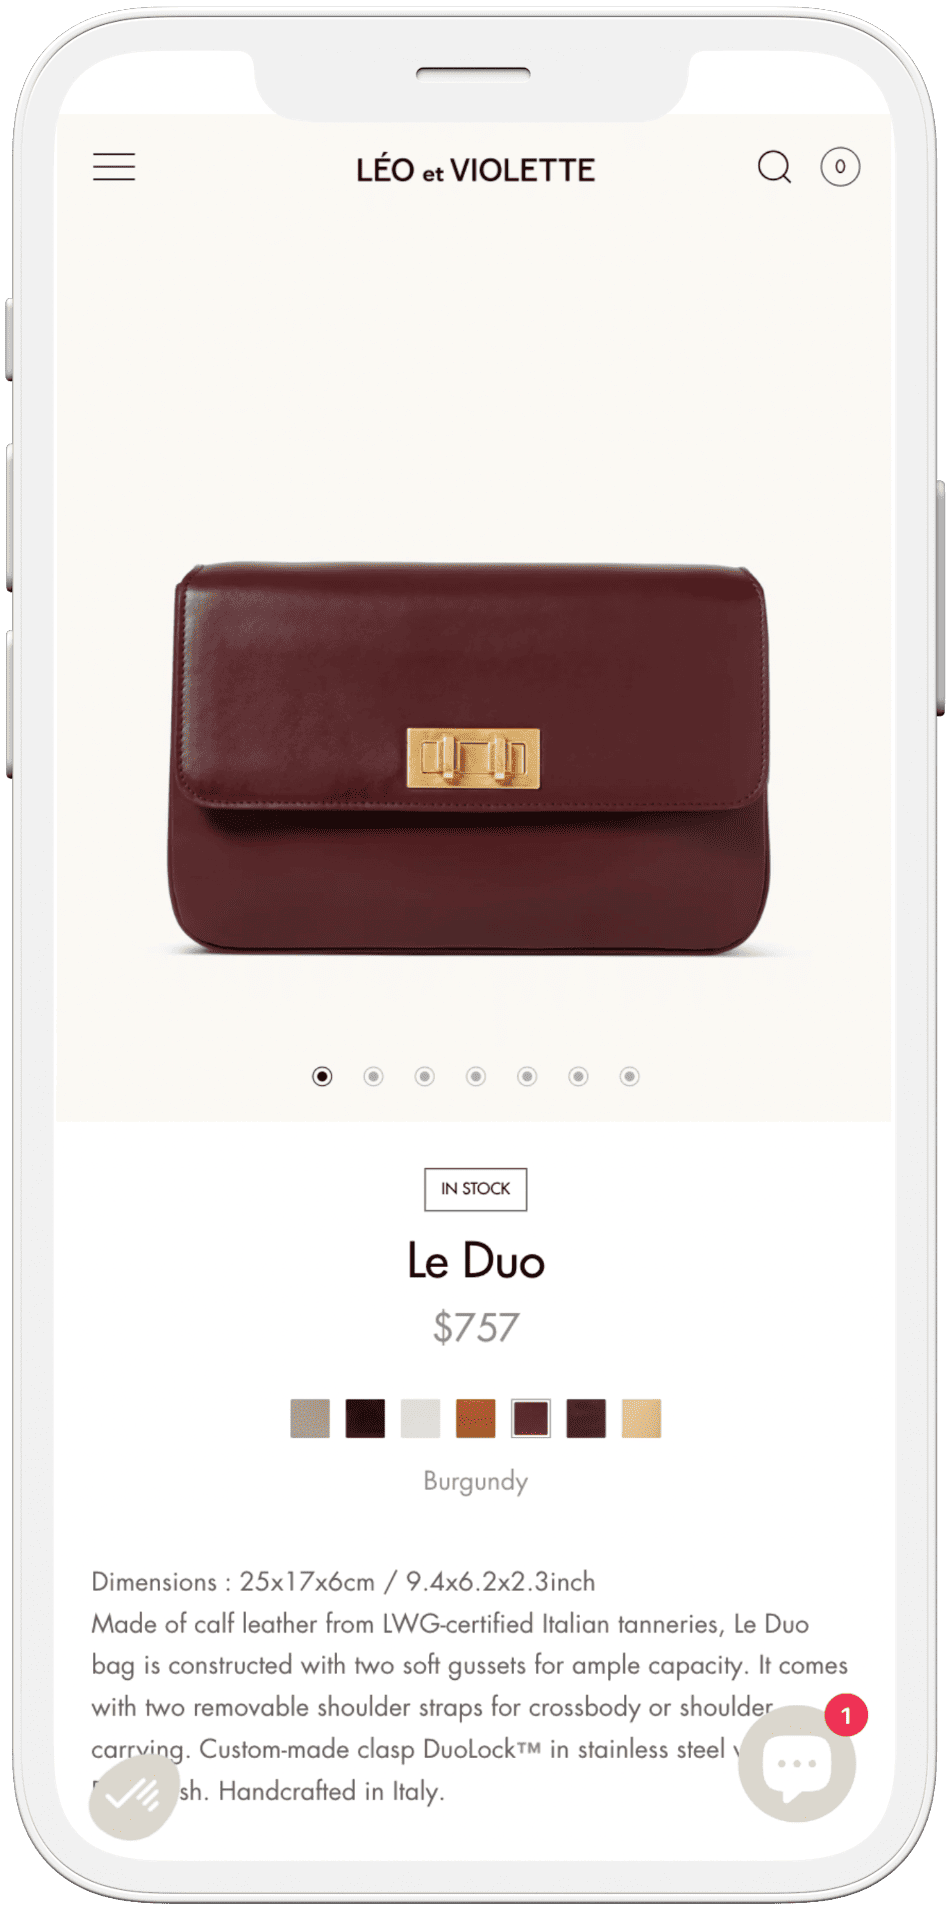 LÉO et VIOLETTE
0
IN STOCK
Le Duo
$757
Burgundy
Dimensions : 25x17x6cm / 9.4x6.2x2.3inch
Made of calf leather from LWG-certified Italian tanneries, Le Duo
bag is constructed with two soft gussets for ample capacity. It comes
with two removable shoulder straps for crossbody or shoulder
1
carrying. Custom-made clasp DuoLock™ in stainless steel
Handcrafted in Italy.